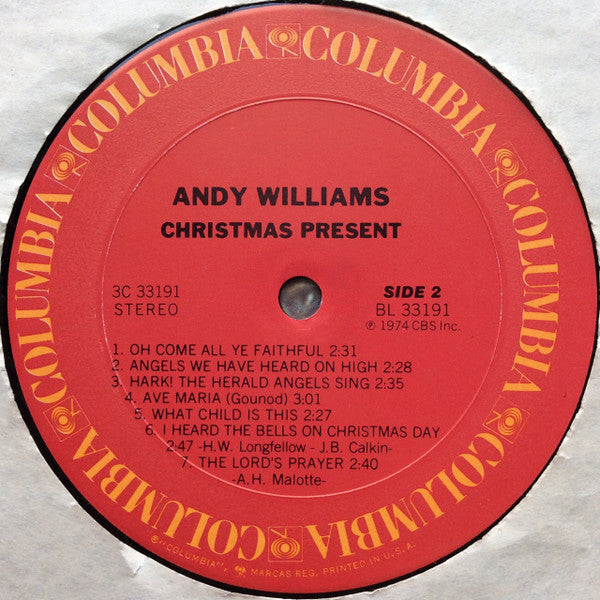 COLUMBIA COLUMBIA COLUMBIA COLUMBIA COLUMBIA COLUMBIA COLUMBIA COLUMBIA
ANDY WILLIAMS
CHRISTMAS PRESENT
3C 33191
STEREO
SIDE 2
BL 33191
℗ 1974 CBS Inc.
1. OH COME ALL YE FAITHFUL 2:31
2. ANGELS WE HAVE HEARD ON HIGH 2:28
3. HARK! THE HERALD ANGELS SING 2:35
4. AVE MARIA (Gounod) 3:01
5. WHAT CHILD IS THIS 2:27
6. I HEARD THE BELLS ON CHRISTMAS DAY
2:47 -H.W. Longfellow - J.B. Calkin-
7. THE LORD'S PRAYER 2:40
-A.H. Malotte-
®"COLUMBIA", MARCAS REG. PRINTED IN U.S.A.